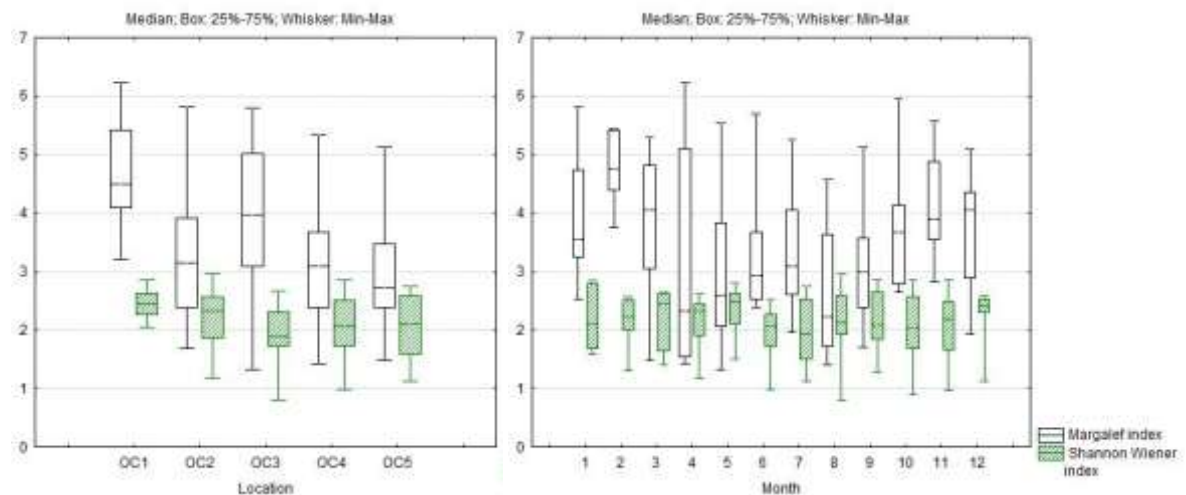 Median; Box: 25%-75%; Whisker: Min-Max
7
6
5
4
3
2
1
0
OC1 OC2 OC3 OC4 OC5
Location
Median; Box: 25%-75%; Whisker: Min-Max
7
6
5
4
3
2
1
0
1 2 3 4 5 6 7 8 9 10 11 12
Month
Margalef index
Shannon Wiener
index